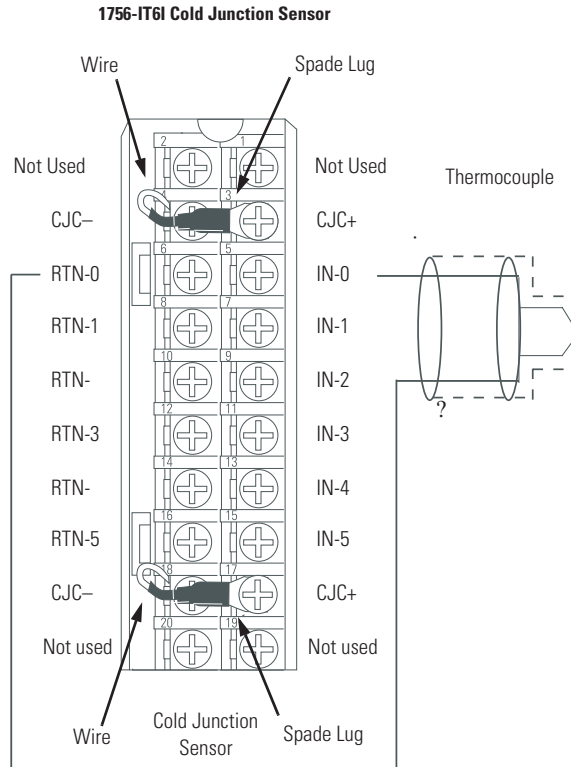 1756-IT6I Cold Junction Sensor
Wire
Spade Lug
2
1
Not Used
Not Used
Thermocouple
4
3
CJC–
CJC+
6
5
RTN-0
IN-0
8
7
RTN-1
IN-1
10
9
RTN-
IN-2
?
12
11
RTN-3
IN-3
14
13
RTN-
IN-4
16
15
RTN-5
IN-5
18
17
CJC–
CJC+
20
19
Not used
Not used
Cold Junction
Sensor
Wire
Spade Lug